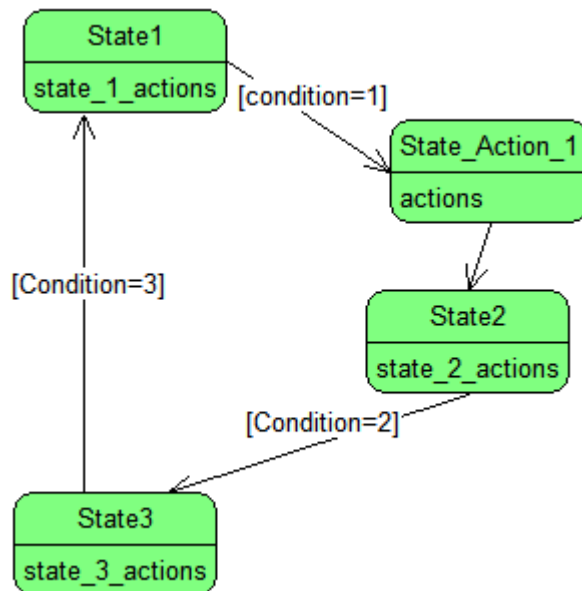 State1
state_1_actions
[condition=1]
State_Action_1
actions
[Condition=3]
State2
state_2_actions
[Condition=2]
State3
state_3_actions